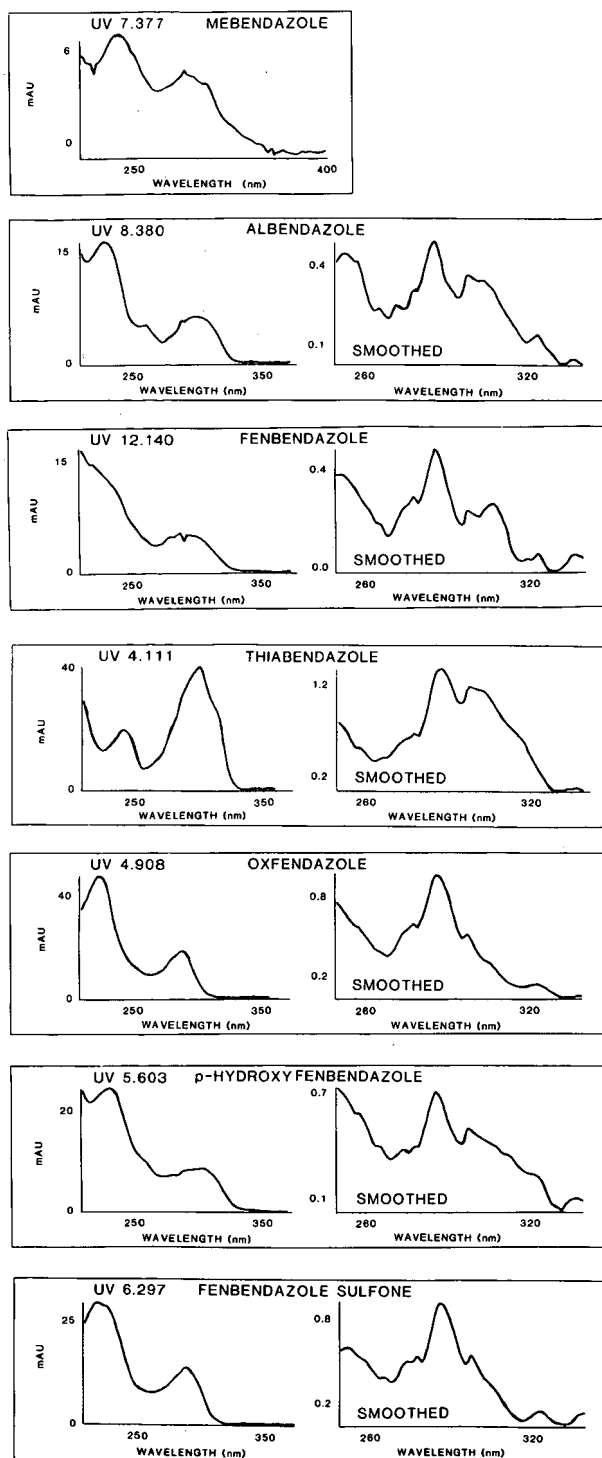 UV 7.377 MEBENDAZOLE
6
mAU
0
250 400
WAVELENGTH (nm)
UV 8.380 ALBENDAZOLE
15
mAU
0
250 350
WAVELENGTH (nm)
0.4
0.1
SMOOTHED
260 320
WAVELENGTH (nm)
UV 12.140 FENBENDAZOLE
15
mAU
0
250 350
WAVELENGTH (nm)
0.4
0.0
SMOOTHED
260 320
WAVELENGTH (nm)
UV 4.111 THIABENDAZOLE
40
mAU
0
250 350
WAVELENGTH (nm)
1.2
0.2
SMOOTHED
260 320
WAVELENGTH (nm)
UV 4.908 OXFENDAZOLE
40
mAU
0
250 350
WAVELENGTH (nm)
0.8
0.2
SMOOTHED
260 320
WAVELENGTH (nm)
UV 5.603 p-HYDROXY FENBENDAZOLE
20
mAU
0
250 350
WAVELENGTH (nm)
0.7
0.1
SMOOTHED
260 320
WAVELENGTH (nm)
UV 6.297 FENBENDAZOLE SULFONE
25
mAU
0
250 350
WAVELENGTH (nm)
0.8
0.2
SMOOTHED
260 320
WAVELENGTH (nm)